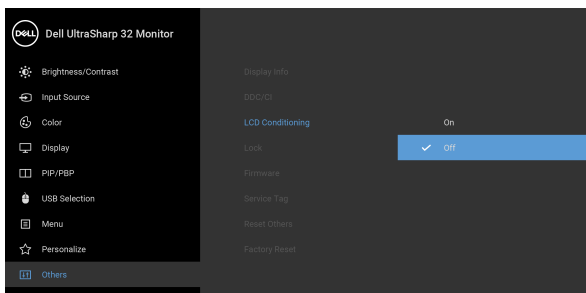 DELL
Dell UltraSharp 32 Monitor
Brightness/Contrast
Display Info
Input Source
DDC/CI
Color
LCD Conditioning
On
Display
Lock
Off
PIP/PBP
Firmware
USB Selection
Service Tag
Menu
Reset Others
Personalize
Factory Reset
Others